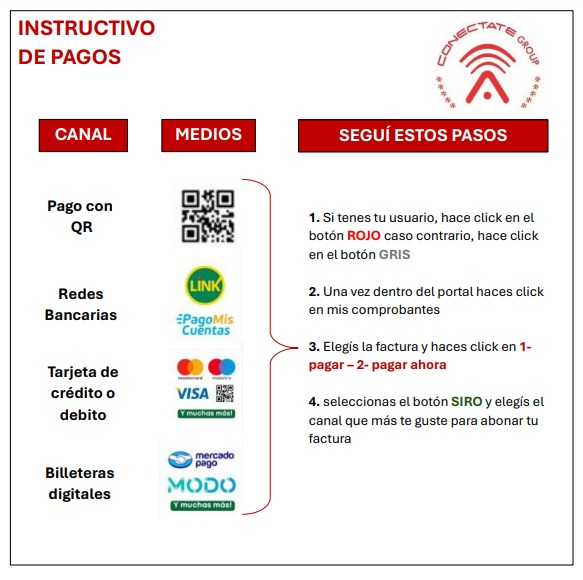 INSTRUCTIVO
DE PAGOS
CONECTATE GROUP
CANAL
MEDIOS
SEGUÍ ESTOS PASOS
Pago con
QR
Redes
Bancarias
LINK
PagoMis
Cuentas
Tarjeta de
crédito o
debito
mastercard
maestro
VISA
Y muchas más!
Billeteras
digitales
mercado
pago
MODO
Y muchas más!
1. Si tenes tu usuario, hace click en el
botón ROJO caso contrario, hace click
en el botón GRIS
2. Una vez dentro del portal haces click
en mis comprobantes
3. Elegís la factura y haces click en 1-
pagar – 2- pagar ahora
4. seleccionas el botón SIRO y elegís el
canal que más te guste para abonar tu
factura